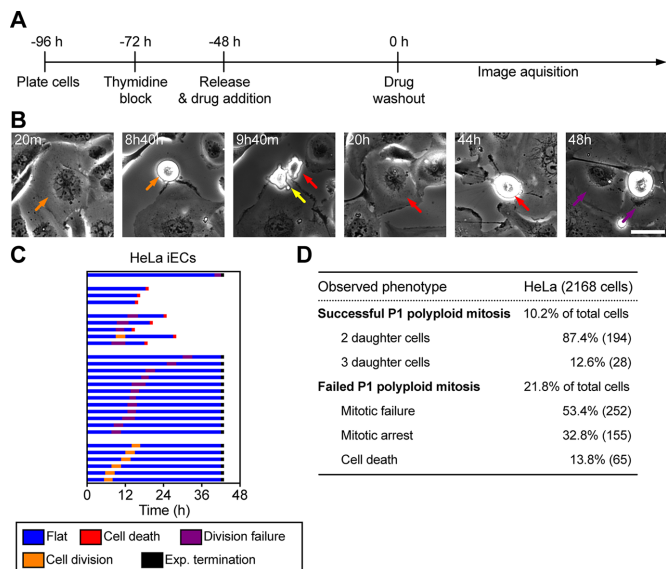 A
-96 h
-72 h
-48 h
0 h
Plate cells
Thymidine
block
Release
& drug addition
Drug
washout
Image aquisition
B
20m
8h40h
9h40m
20h
44h
48h
C
HeLa iECs
0 12 24 36 48
Time (h)
Flat
Cell death
Division failure
Cell division
Exp. termination
D
Observed phenotype HeLa (2168 cells)
Successful P1 polyploid mitosis 10.2% of total cells
2 daughter cells 87.4% (194)
3 daughter cells 12.6% (28)
Failed P1 polyploid mitosis 21.8% of total cells
Mitotic failure 53.4% (252)
Mitotic arrest 32.8% (155)
Cell death 13.8% (65)